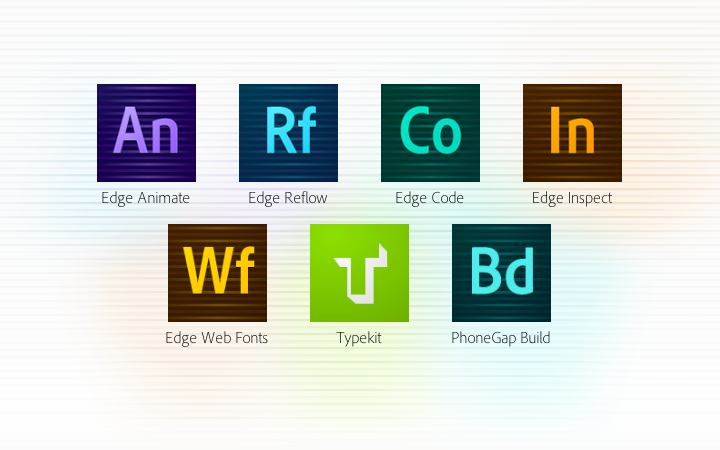 An Rf Co In
Edge Animate Edge Reflow Edge Code Edge Inspect
Wf T Bd
Edge Web Fonts Typekit PhoneGap Build